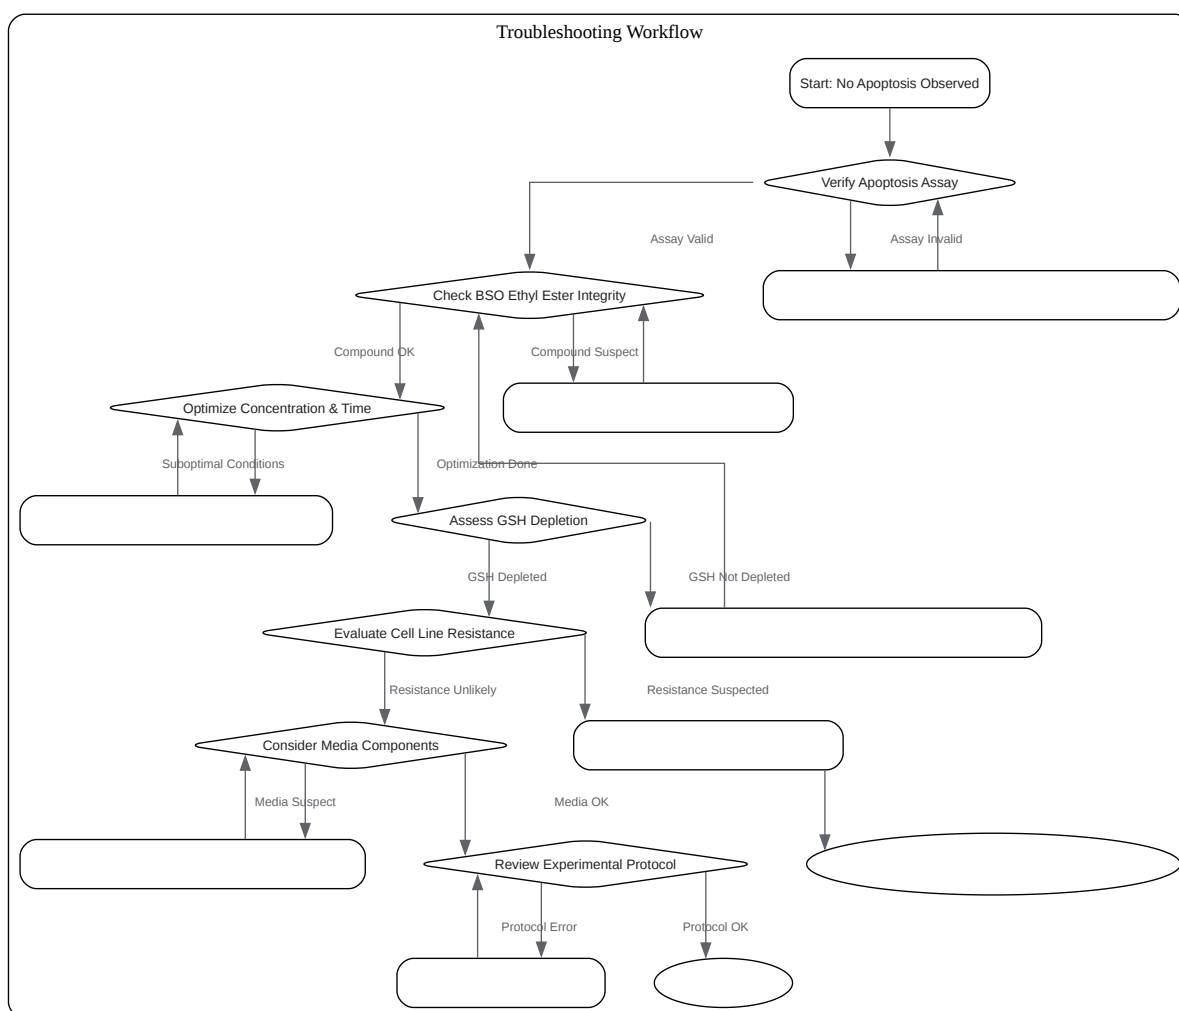 Troubleshooting Workflow
Start: No Apoptosis Observed
Verify Apoptosis Assay
Assay Valid
Assay Invalid
Check BSO Ethyl Ester Integrity
Compound OK
Compound Suspect
Optimize Concentration & Time
Suboptimal Conditions
Optimization Done
Assess GSH Depletion
GSH Depleted
GSH Not Depleted
Evaluate Cell Line Resistance
Resistance Unlikely
Resistance Suspected
Consider Media Components
Media Suspect
Media OK
Review Experimental Protocol
Protocol Error
Protocol OK